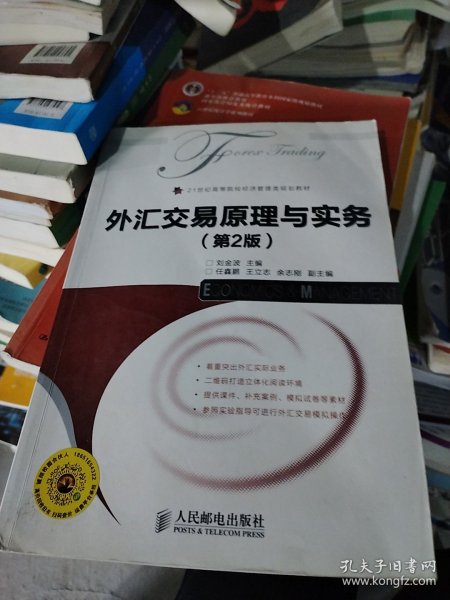 Forex Trading
21世纪高等院校经济管理类规划教材
外汇交易原理与实务
(第2版)
□ 刘金波 主编
□ 任鑫鹏 王立志 余志刚 副主编
ECONOMICS & MANAGEMENT
• 着重突出外汇实际业务
• 二维码打造立体化阅读环境
• 提供课件、补充案例、模拟试卷等素材
• 参照实验指导可进行外汇交易模拟操作
人民邮电出版社
POSTS & TELECOM PRESS
孔夫子旧书网
www.kongfz.com